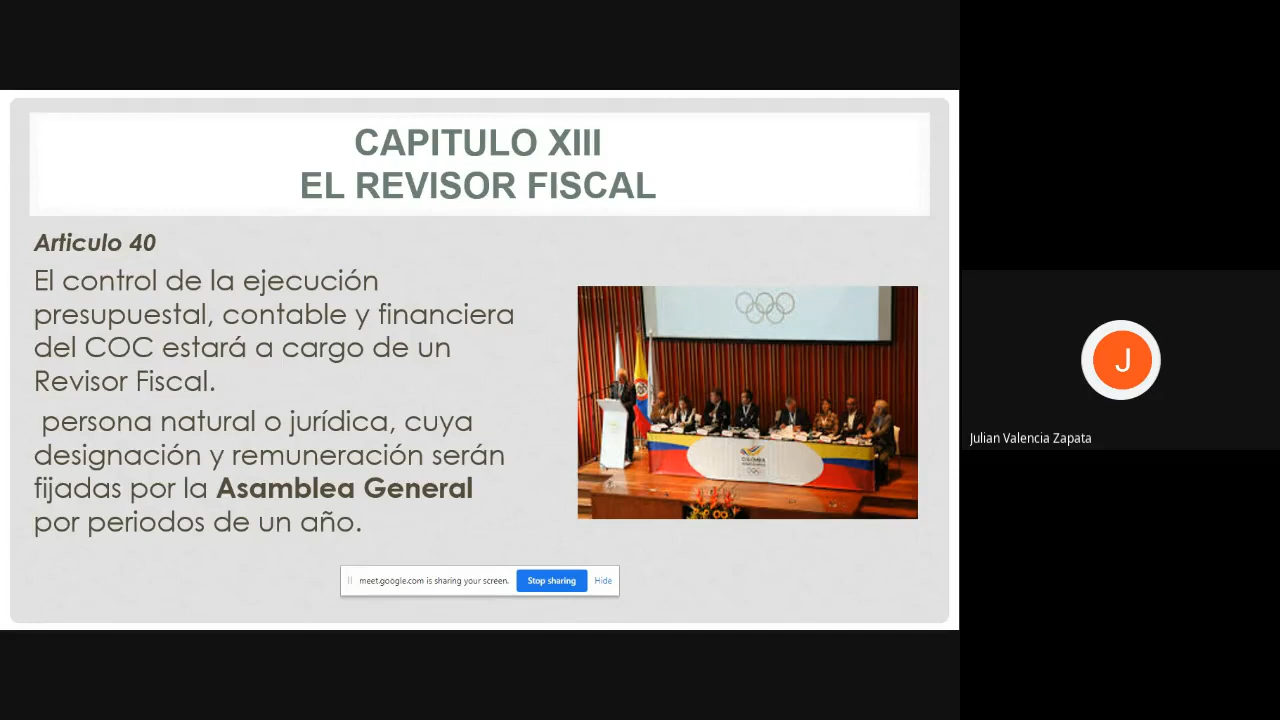 CAPITULO XIII
EL REVISOR FISCAL
Articulo 40
El control de la ejecución
presupuestal, contable y financiera
del COC estará a cargo de un
Revisor Fiscal.
persona natural o jurídica, cuya
designación y remuneración serán
fijadas por la Asamblea General
por periodos de un año.
COLOMBIA
meet.google.com is sharing your screen. Stop sharing Hide
J
Julian Valencia Zapata